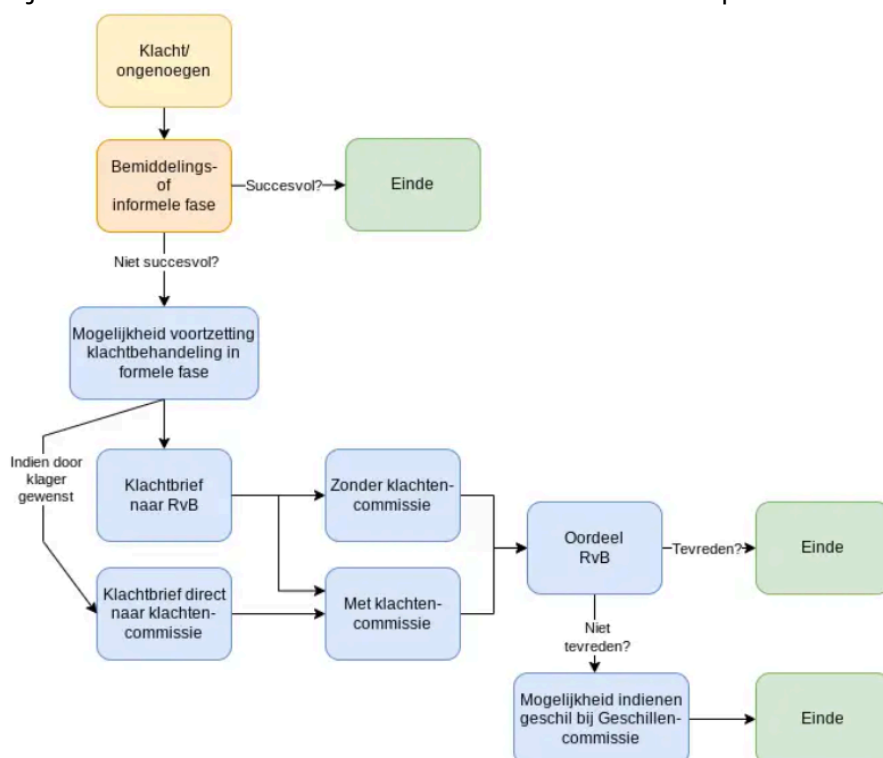 Klacht/
ongenoegen
Bemiddelings-
of
informele fase
Succesvol?
Einde
Niet succesvol?
Mogelijkheid voortzetting
klachtbehandeling in
formele fase
Indien door
klager
gewenst
Klachtbrief
naar RvB
Zonder klachten-
commissie
Klachtbrief direct
naar klachten-
commissie
Met klachten-
commissie
Oordeel
RvB
Tevreden?
Einde
Niet
tevreden?
Mogelijkheid indienen
geschil bij Geschillen-
commissie
Einde